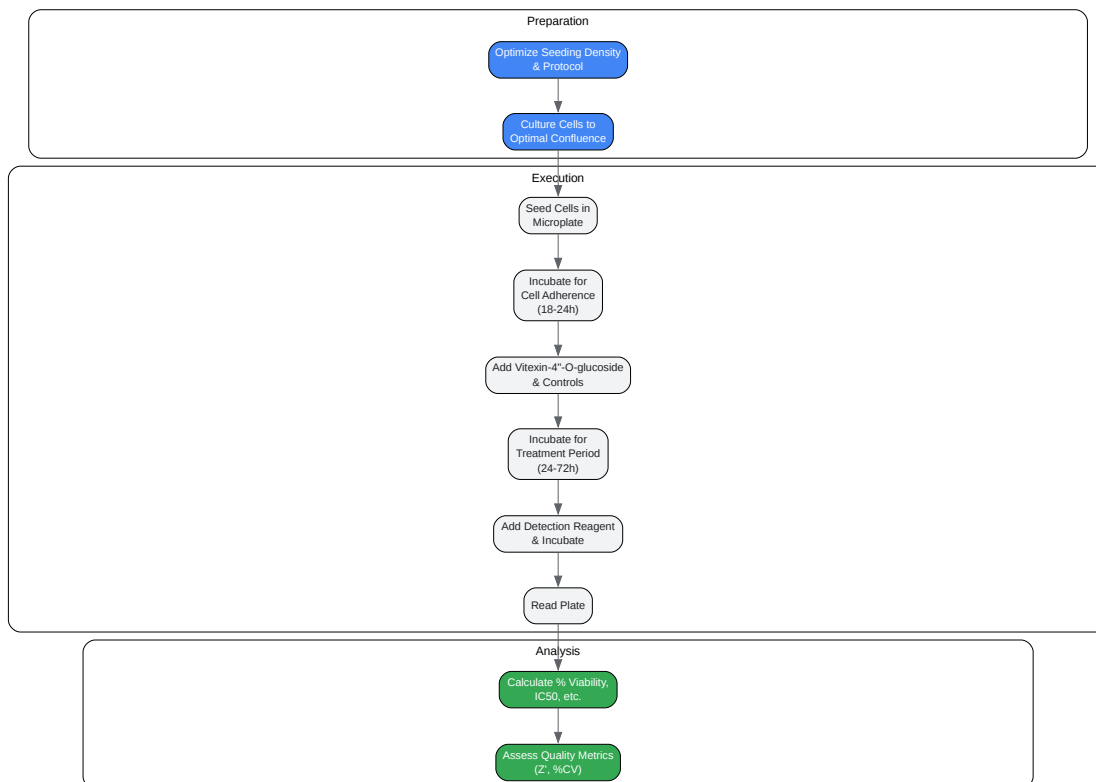 Preparation
Optimize Seeding Density
& Protocol
Culture Cells to
Optimal Confluence
Execution
Seed Cells in
Microplate
Incubate for
Cell Adherence
(18-24h)
Add Vitexin-4"-O-glucoside
& Controls
Incubate for
Treatment Period
(24-72h)
Add Detection Reagent
& Incubate
Read Plate
Analysis
Calculate % Viability,
IC50, etc.
Assess Quality Metrics
(Z', %CV)